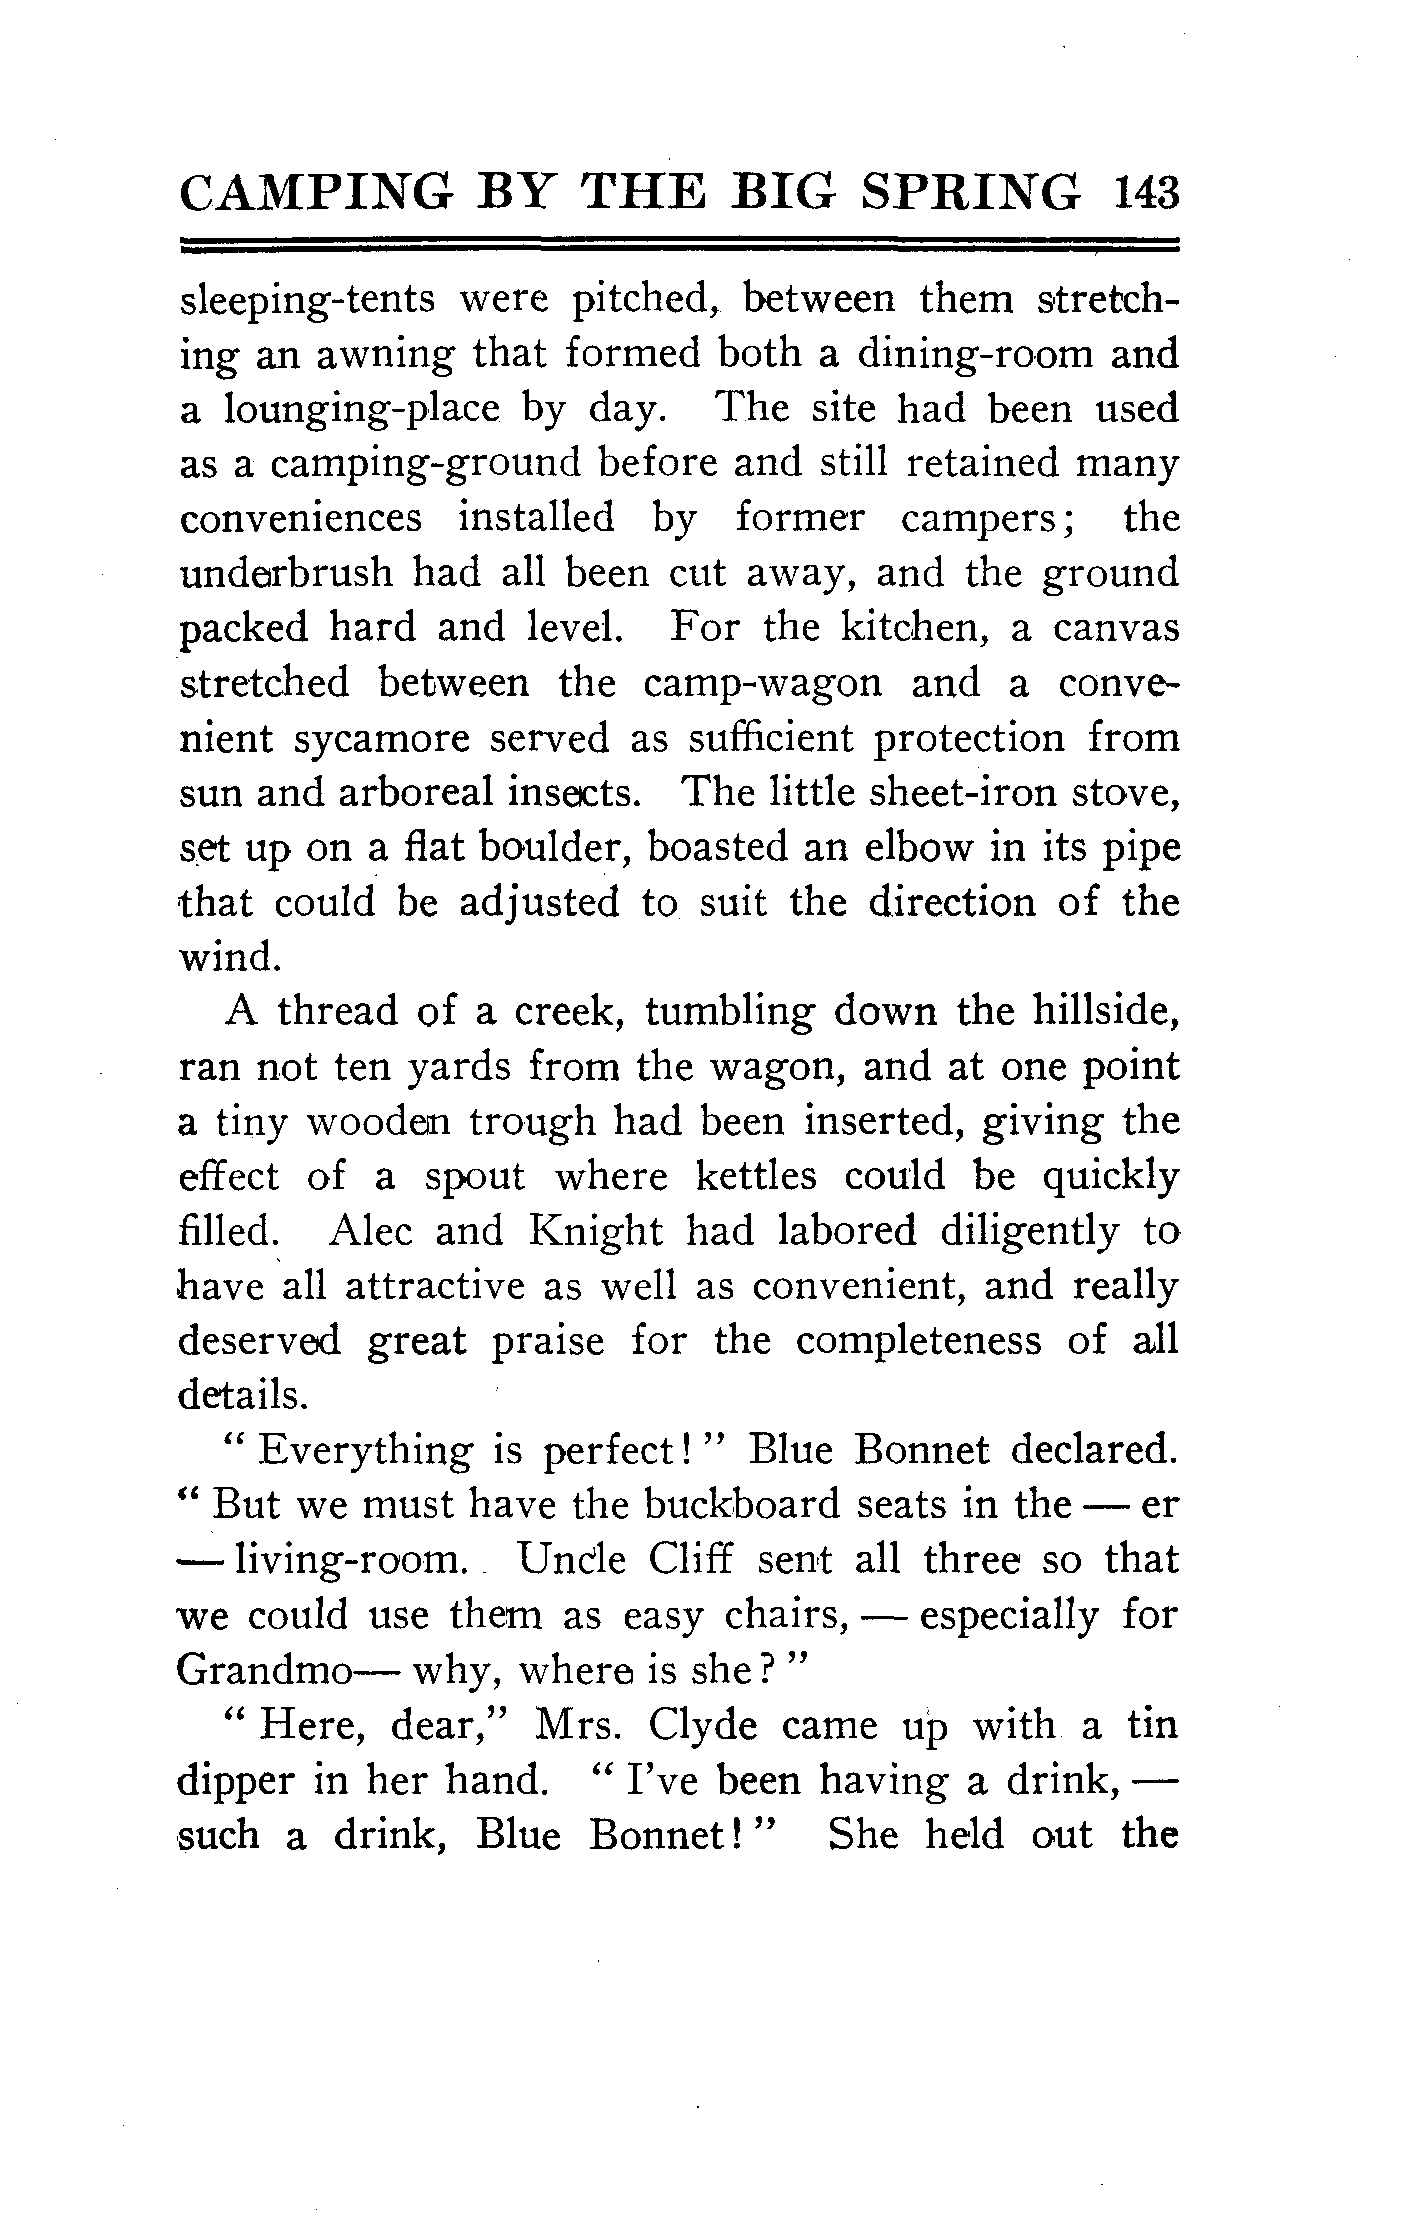 CAMPING BY THE BIG SPRING 143
sleeping-tents were pitched, between them stretch-
ing an awning that formed both a dining-room and
a lounging-place by day. The site had been used
as a camping-ground before and still retained many
conveniences installed by former campers; the
underbrush had all been cut away, and the ground
packed hard and level. For the kitchen, a canvas
stretched between the camp-wagon and a conve-
nient sycamore served as sufficient protection from
sun and arboreal insects. The little sheet-iron stove,
set up on a flat boulder, boasted an elbow in its pipe
that could be adjusted to suit the direction of the
wind.
A thread of a creek, tumbling down the hillside,
ran not ten yards from the wagon, and at one point
a tiny wooden trough had been inserted, giving the
effect of a spout where kettles could be quickly
filled. Alec and Knight had labored diligently to
have all attractive as well as convenient, and really
deserved great praise for the completeness of all
details.
“ Everything is perfect! ” Blue Bonnet declared.
“ But we must have the buckboard seats in the — er
— living-room. Uncle Cliff sent all three so that
we could use them as easy chairs, — especially for
Grandmo— why, where is she? ”
“ Here, dear,” Mrs. Clyde came up with a tin
dipper in her hand. “ I’ve been having a drink, —
such a drink, Blue Bonnet! ” She held out the